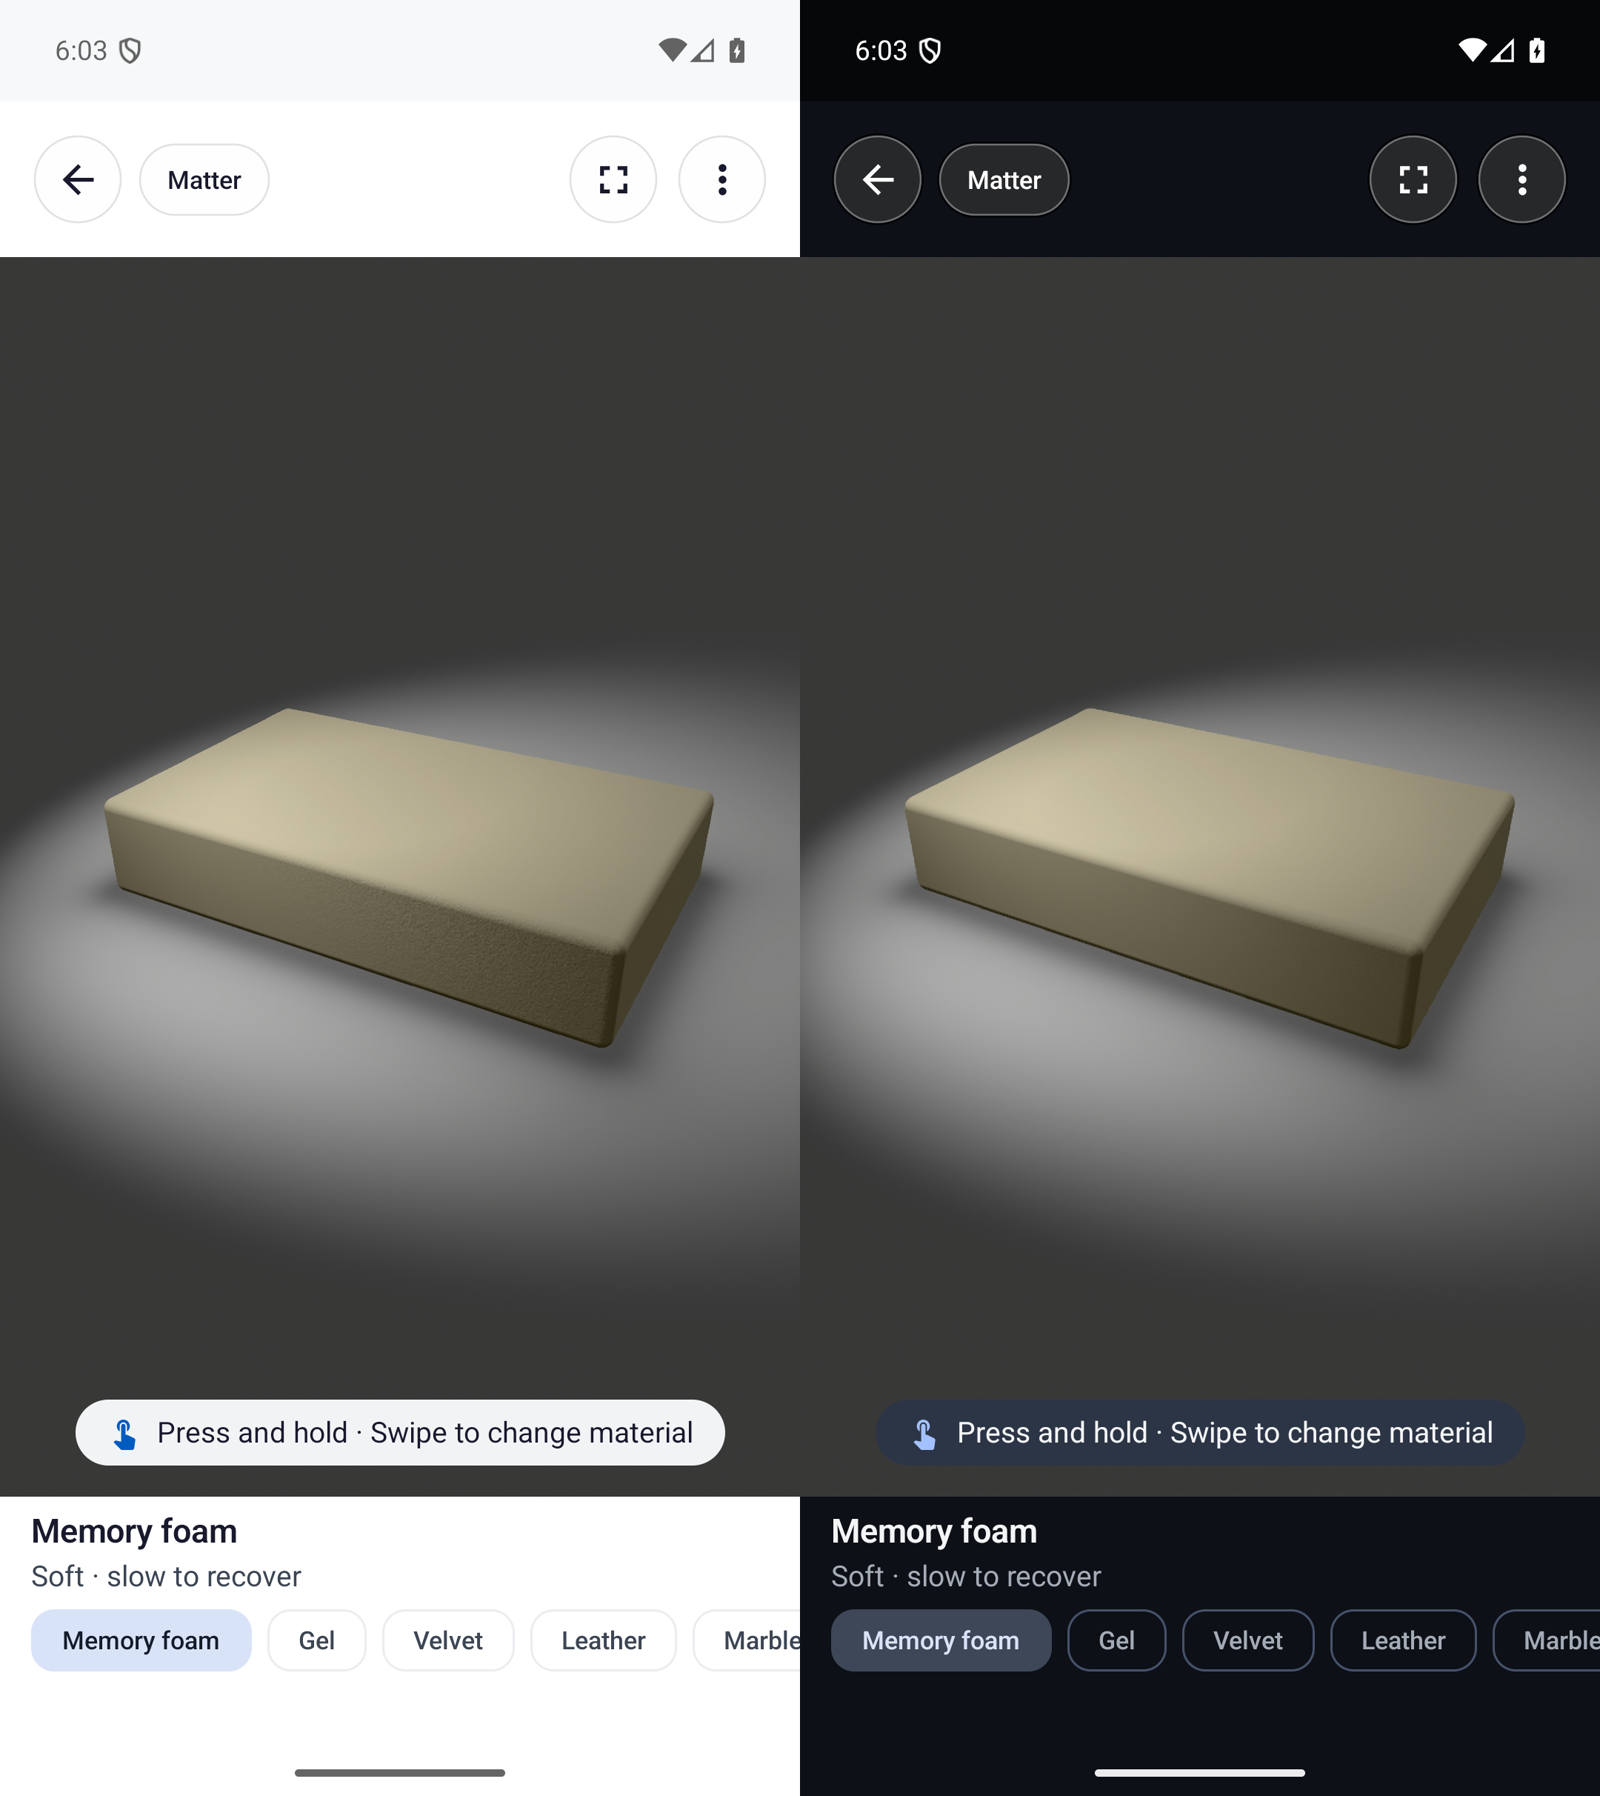 6:03
Matter
Press and hold · Swipe to change material
Memory foam
Soft · slow to recover
Memory foam Gel Velvet Leather Marble
6:03
Matter
Press and hold · Swipe to change material
Memory foam
Soft · slow to recover
Memory foam Gel Velvet Leather Marble